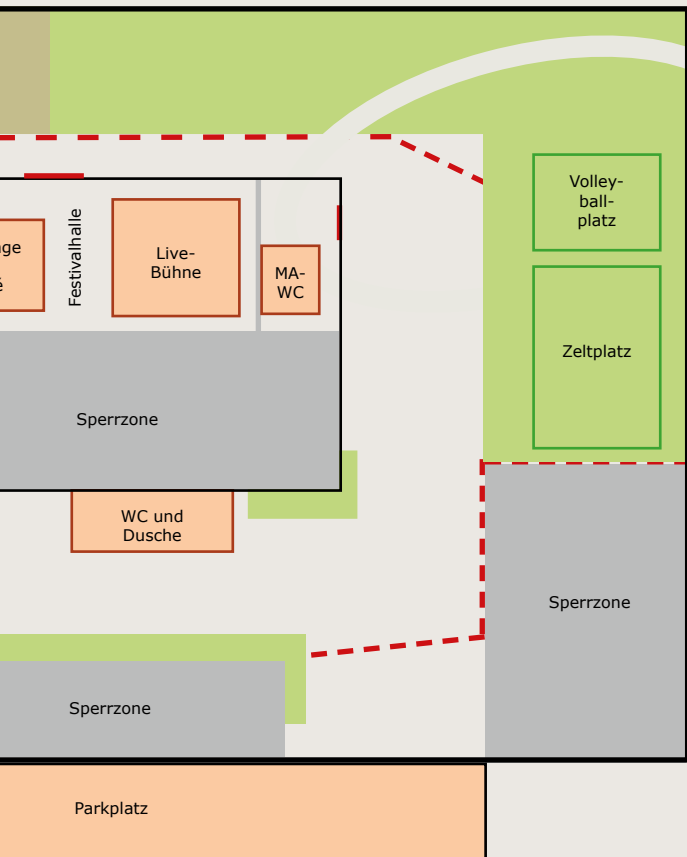 Volley-
ball-
platz
Festivalhalle
Live-
Bühne
MA-
WC
Zeltplatz
Sperrzone
WC und
Dusche
Sperrzone
Sperrzone
Parkplatz